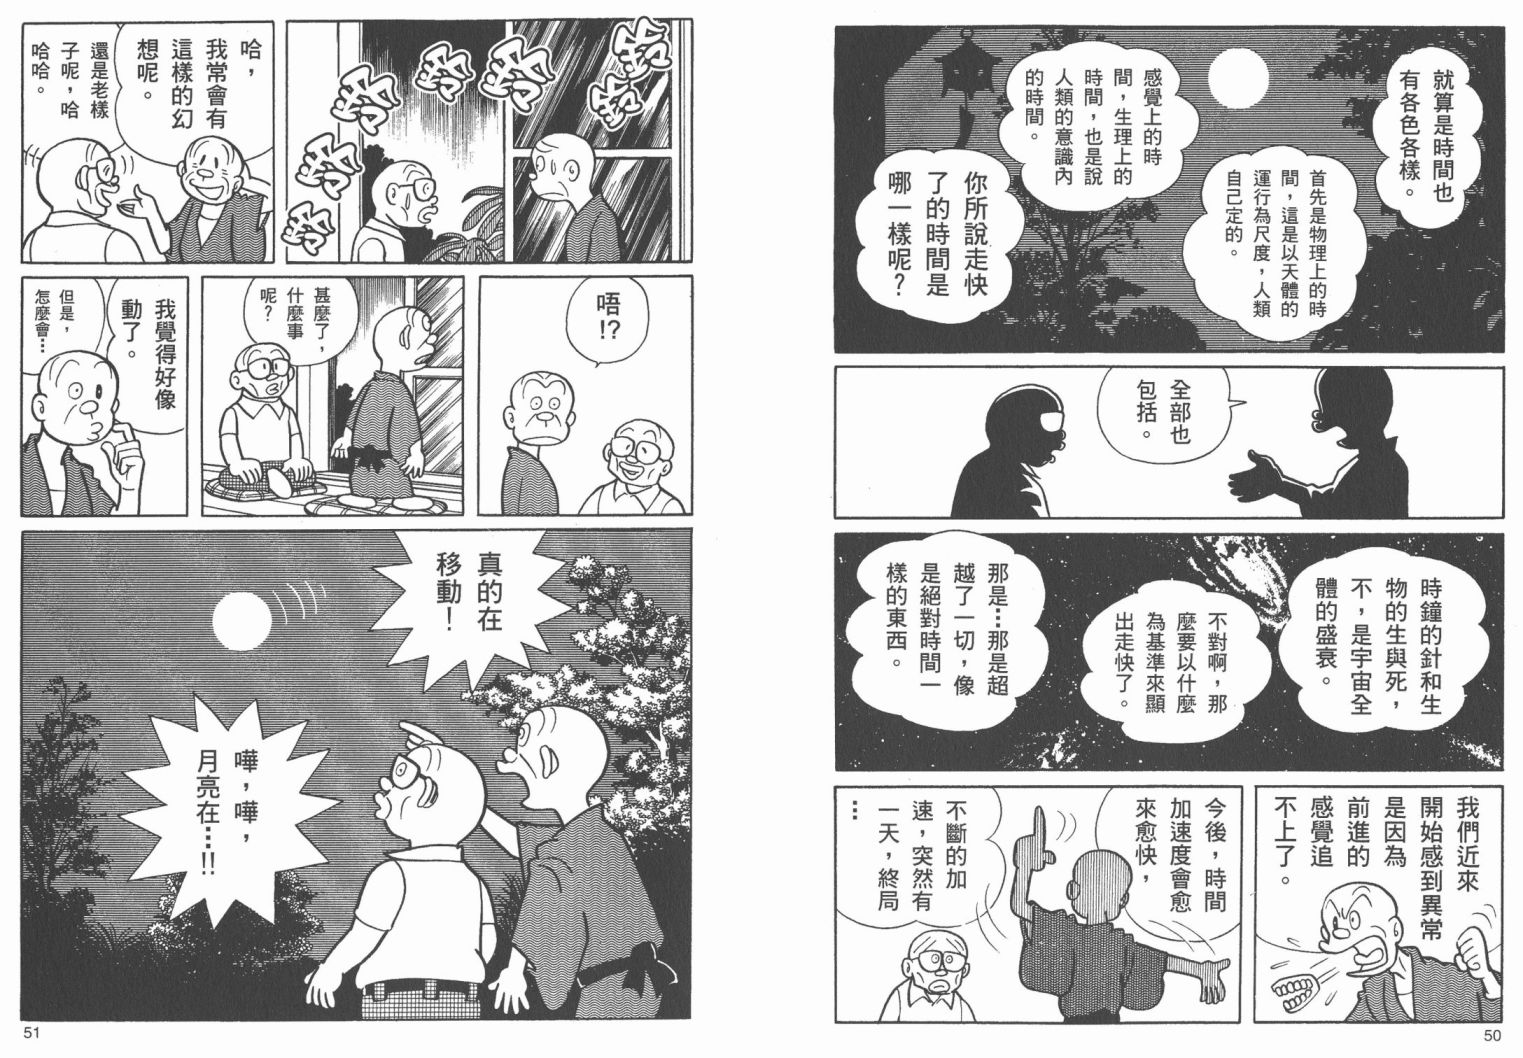 就算是時間也
有各色各樣。
首先是物理上的時
間，這是以天體的
運行為尺度，人類
自己定的。
感覺上的時
間，生理上的
時間，也是說
人類的意識內
的時間。
你所說走快
了的時間是
哪一樣呢？
全部也
包括。
時鐘的針和生
物的生與死，
不，是宇宙全
體的盛衰。
不對啊，那
麼要以什麼
為基準來顯
出走快了。
那是…那是超
越了一切，像
是絕對時間一
樣的東西。
我們近來
開始感到異常
是因為
前進的
感覺追
不上了。
今後，時間
加速度會愈
來愈快，
不斷的加
速，突然有
一天，終局
…
50
鈴
鈴
鈴
鈴
鈴
鈴
鈴
哈，
我常會有
這樣的幻
想呢。
還是老樣
子呢，哈
哈哈。
唔!?
甚麼了，
什麼事
呢？
我覺得好像
動了。
但是，
怎麼會…
真的在
移動！
嘩，嘩，
月亮在…!!
51